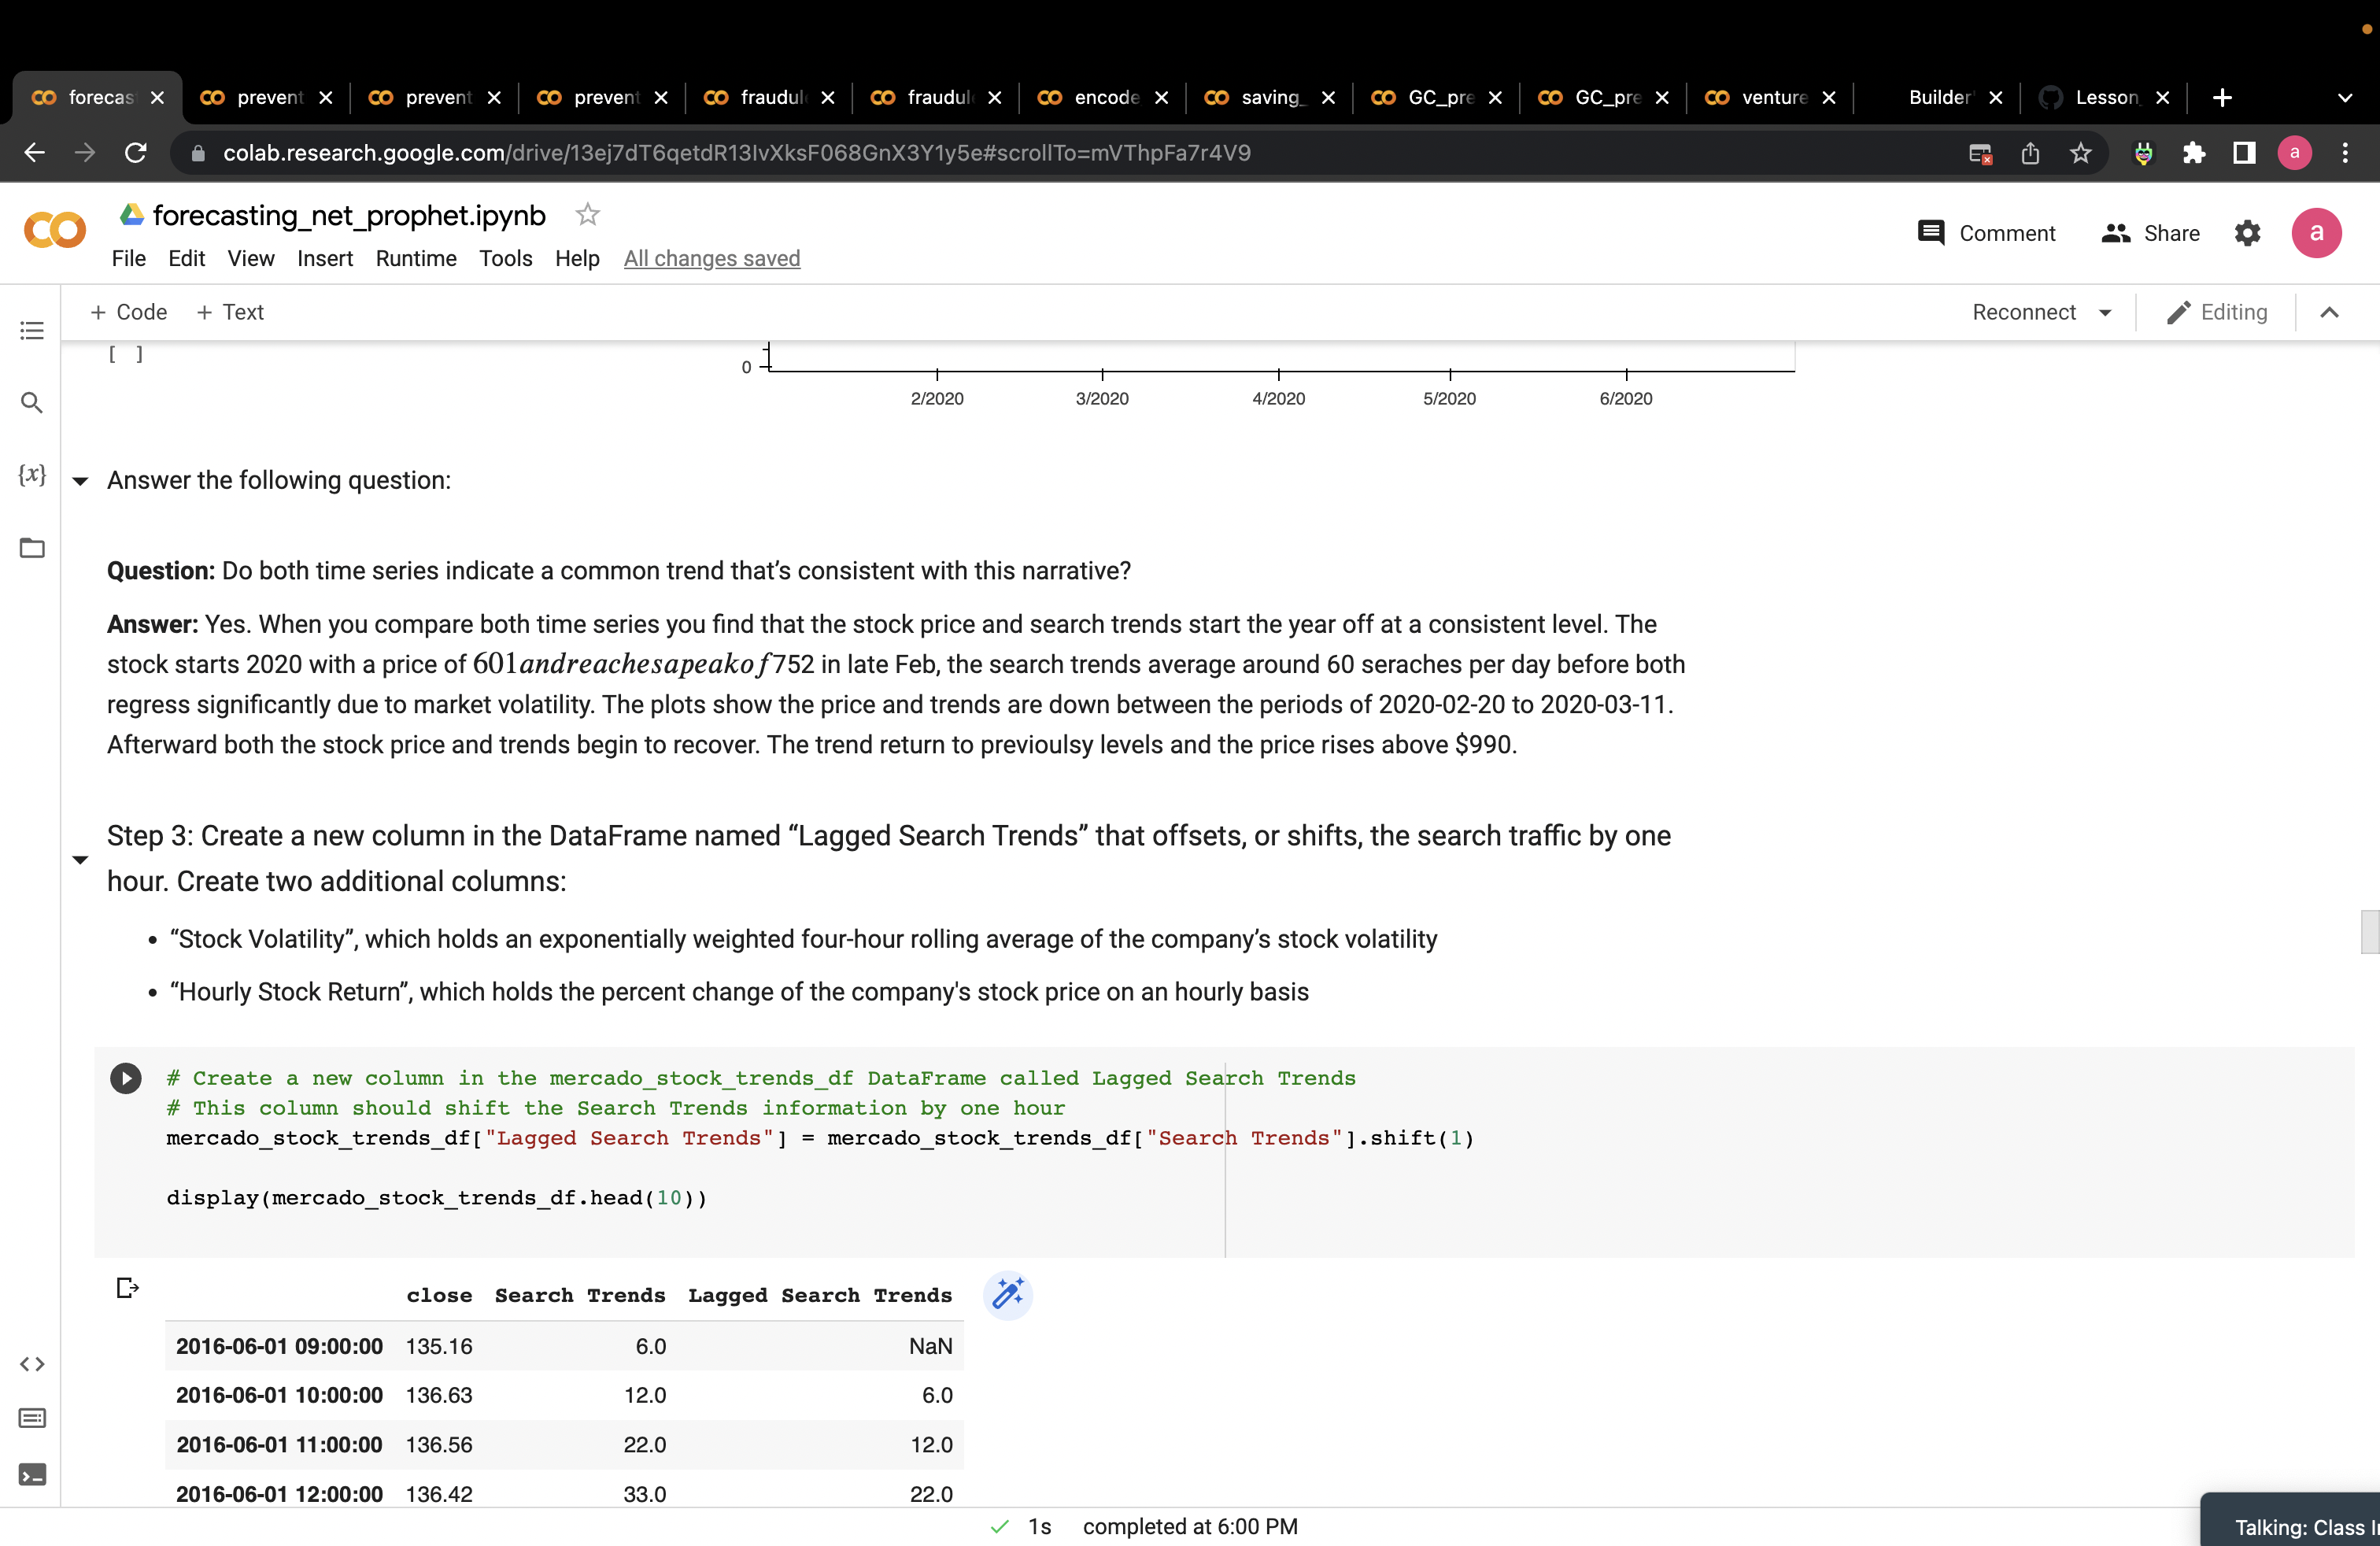 forecas
prevent
prevent
prevent
fraudul
fraudul
encode
saving_
GC_pre
GC_pre
venture
Builder'
Lesson_
colab.research.google.com/drive/13ej7dT6qetdR13IvXksF068GnX3Y1y5e#scrollTo=mVThpFa7r4V9
a
forecasting_net_prophet.ipynb
File Edit View Insert Runtime Tools Help All changes saved
Comment Share a
+ Code + Text
Reconnect Editing
[ ]
0
2/2020 3/2020 4/2020 5/2020 6/2020
{x}
Answer the following question:
Question: Do both time series indicate a common trend that’s consistent with this narrative?
Answer: Yes. When you compare both time series you find that the stock price and search trends start the year off at a consistent level. The
stock starts 2020 with a price of 601andreachesapeakof752 in late Feb, the search trends average around 60 seraches per day before both
regress significantly due to market volatility. The plots show the price and trends are down between the periods of 2020-02-20 to 2020-03-11.
Afterward both the stock price and trends begin to recover. The trend return to previoulsy levels and the price rises above $990.
Step 3: Create a new column in the DataFrame named “Lagged Search Trends” that offsets, or shifts, the search traffic by one
hour. Create two additional columns:
• “Stock Volatility”, which holds an exponentially weighted four-hour rolling average of the company’s stock volatility
• “Hourly Stock Return”, which holds the percent change of the company's stock price on an hourly basis
# Create a new column in the mercado_stock_trends_df DataFrame called Lagged Search Trends
# This column should shift the Search Trends information by one hour
mercado_stock_trends_df["Lagged Search Trends"] = mercado_stock_trends_df["Search Trends"].shift(1)
display(mercado_stock_trends_df.head(10))
close Search Trends Lagged Search Trends
2016-06-01 09:00:00 135.16 6.0 NaN
2016-06-01 10:00:00 136.63 12.0 6.0
2016-06-01 11:00:00 136.56 22.0 12.0
2016-06-01 12:00:00 136.42 33.0 22.0
1s completed at 6:00 PM
Talking: Class